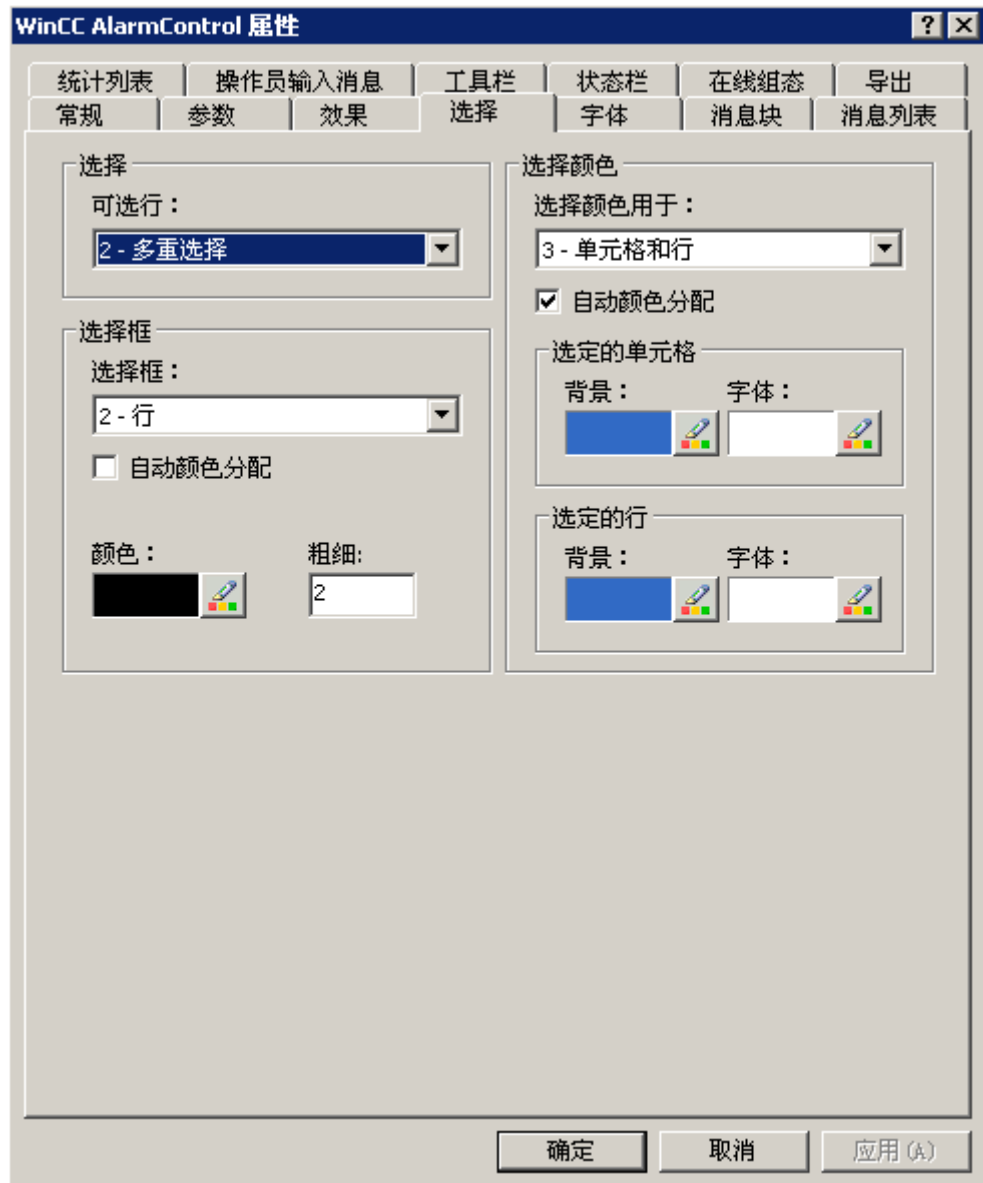 WinCC AlarmControl 属性
统计列表 操作员输入消息 工具栏 状态栏 在线组态 导出
常规 参数 效果 选择 字体 消息块 消息列表
选择
可选行：
2 - 多重选择
选择框
选择框：
2 - 行
自动颜色分配
颜色： 粗细:
2
选择颜色
选择颜色用于：
3 - 单元格和行
自动颜色分配
选定的单元格
背景： 字体：
选定的行
背景： 字体：
确定 取消 应用 (A)